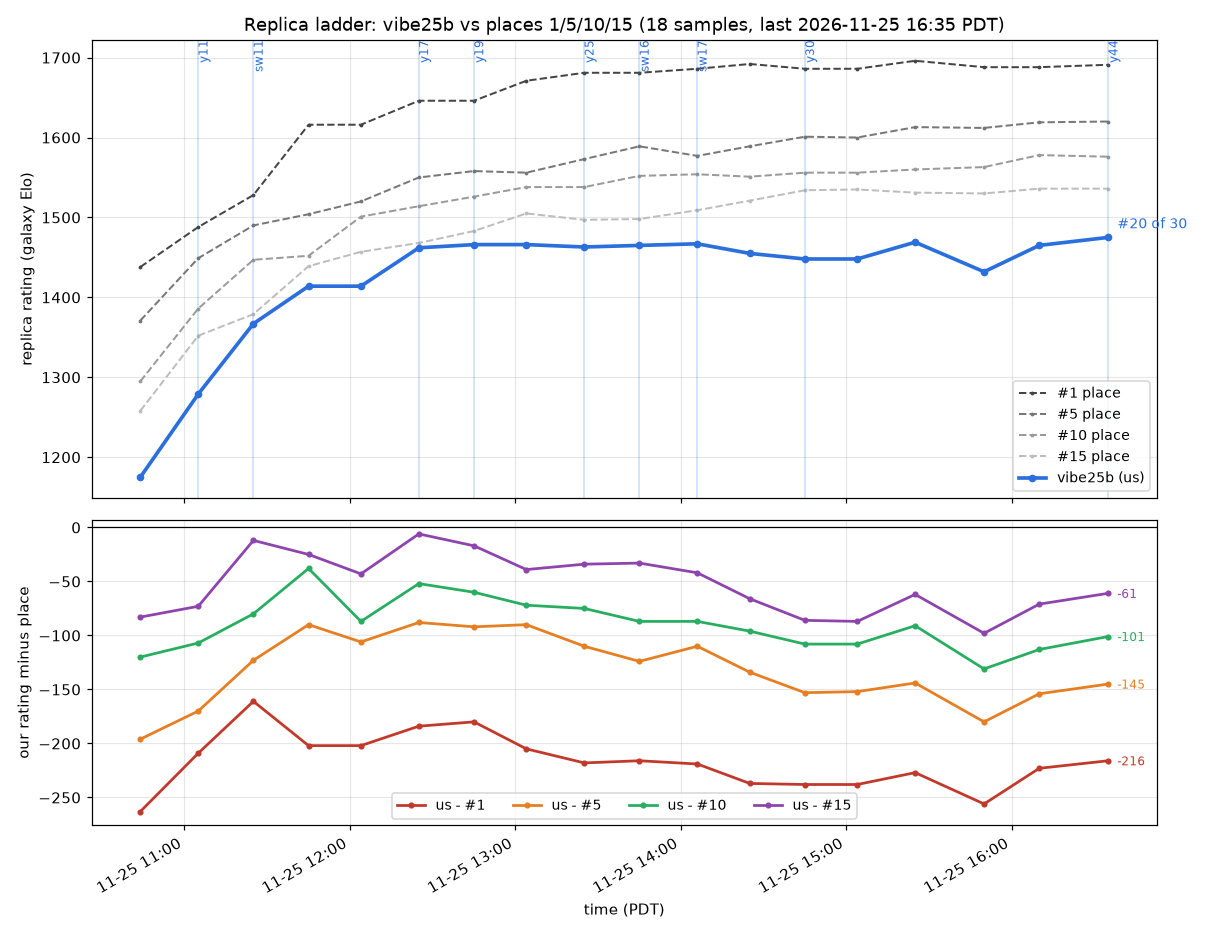 Replica ladder: vibe25b vs places 1/5/10/15 (18 samples, last 2026-11-25 16:35 PDT)
y11
sw11
y17
y19
y25
sw16
sw17
y30
y44
replica rating (galaxy Elo)
1700
1600
1500
1400
1300
1200
#20 of 30
#1 place
#5 place
#10 place
#15 place
vibe25b (us)
our rating minus place
0
−50
−100
−150
−200
−250
-61
-101
-145
-216
us - #1
us - #5
us - #10
us - #15
11-25 11:00
11-25 12:00
11-25 13:00
11-25 14:00
11-25 15:00
11-25 16:00
time (PDT)